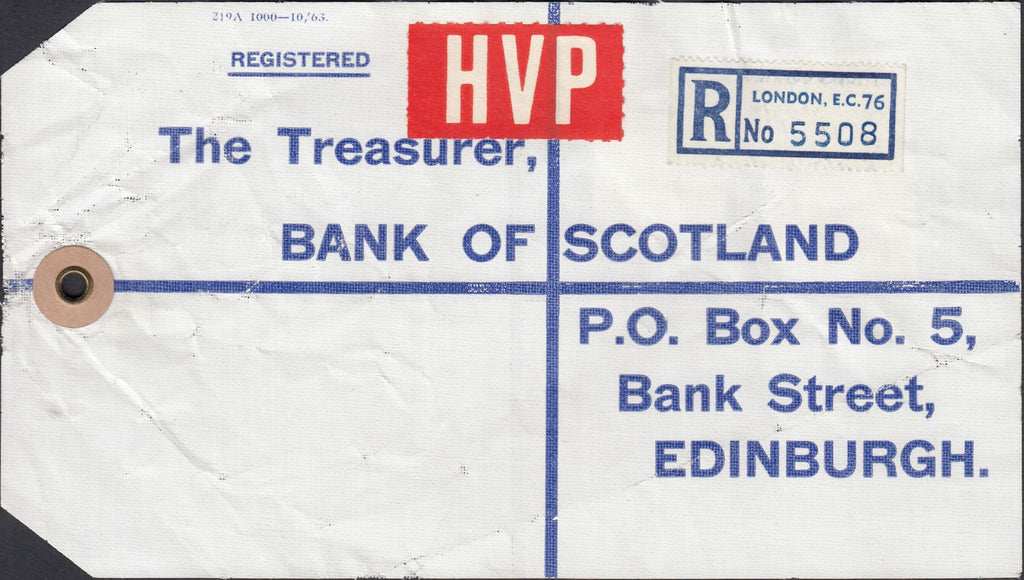 219A 1000—10/63.
REGISTERED
HVP
R LONDON, E.C.76
No 5508
The Treasurer,
BANK OF SCOTLAND
P.O. Box No. 5,
Bank Street,
EDINBURGH.